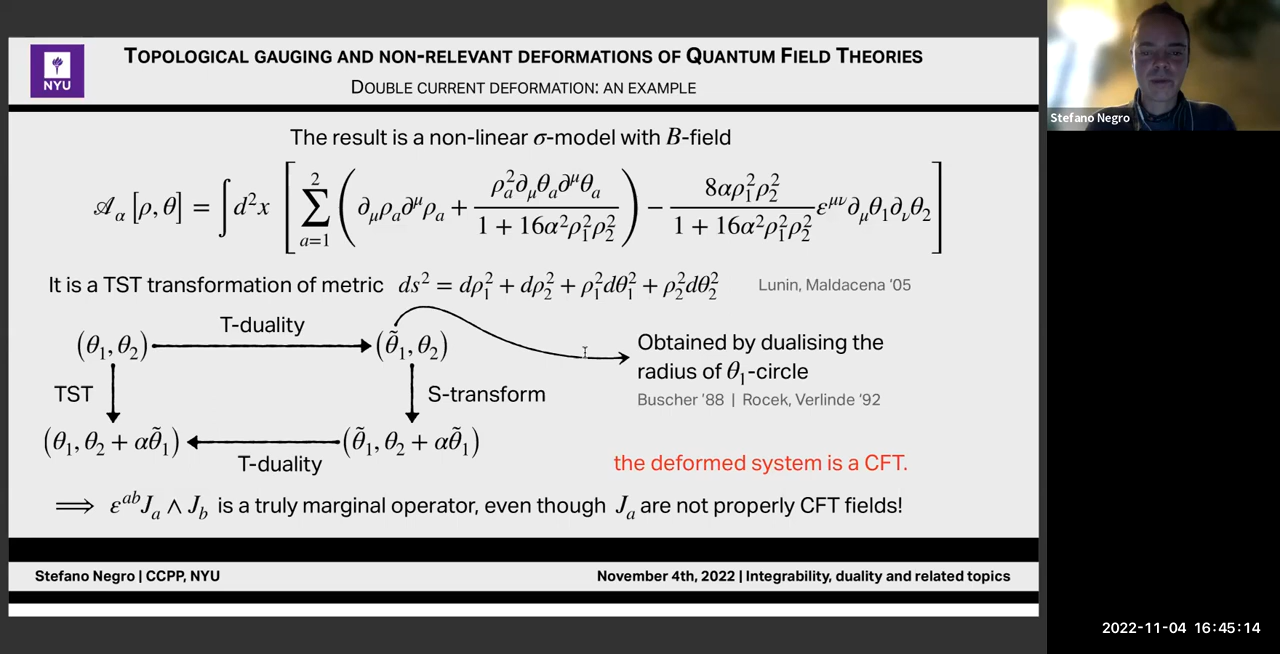 TOPOLOGICAL GAUGING AND NON-RELEVANT DEFORMATIONS OF QUANTUM FIELD THEORIES
NYU
DOUBLE CURRENT DEFORMATION: AN EXAMPLE
Stefano Negro
The result is a non-linear σ-model with B-field
𝒜_α [ρ, θ] = ∫ d²x [ ∑_{a=1}^{2} ( ∂_μρ_a ∂^μρ_a + ρ_a² ∂_μθ_a ∂^μθ_a / (1 + 16α²ρ_1²ρ_2²) ) − 8αρ_1²ρ_2² / (1 + 16α²ρ_1²ρ_2²) ε^{μν} ∂_μθ_1 ∂_νθ_2 ]
It is a TST transformation of metric ds² = dρ_1² + dρ_2² + ρ_1²dθ_1² + ρ_2²dθ_2² Lunin, Maldacena '05
T-duality
(θ_1, θ_2) (θ̃_1, θ_2)
Obtained by dualising the
radius of θ_1-circle
Buscher '88 | Rocek, Verlinde '92
TST S-transform
(θ_1, θ_2 + αθ̃_1) (θ̃_1, θ_2 + αθ̃_1)
T-duality
the deformed system is a CFT.
⟹ ε^{ab} J_a ∧ J_b is a truly marginal operator, even though J_a are not properly CFT fields!
Stefano Negro | CCPP, NYU
November 4th, 2022 | Integrability, duality and related topics
2022-11-04 16:45:14